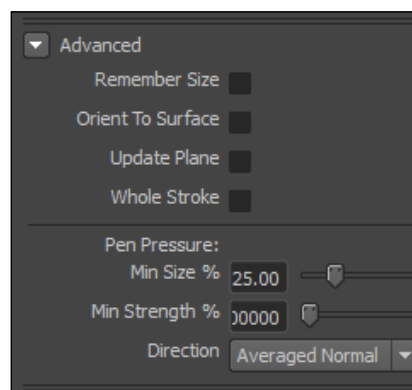 Advanced
Remember Size
Orient To Surface
Update Plane
Whole Stroke
Pen Pressure:
Min Size % 25.00
Min Strength % 00000
Direction Averaged Normal